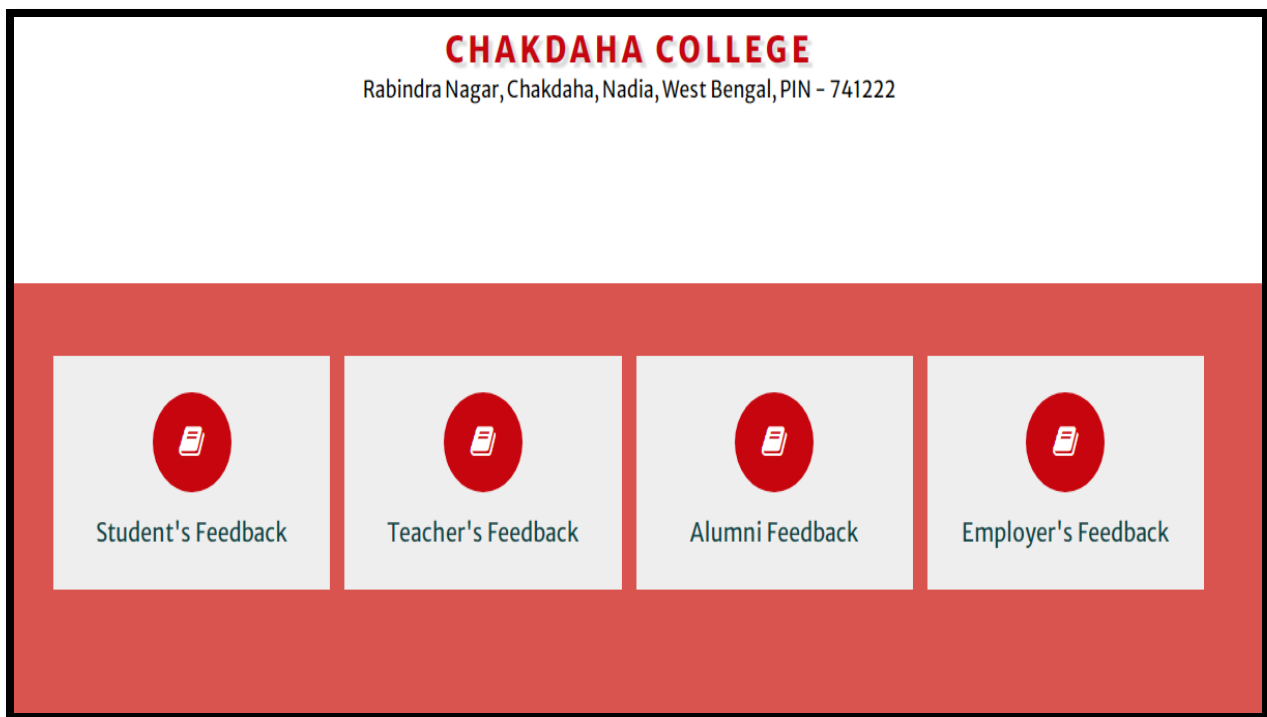 CHAKDAHA COLLEGE
Rabindra Nagar, Chakdaha, Nadia, West Bengal, PIN - 741222
Student's Feedback
Teacher's Feedback
Alumni Feedback
Employer's Feedback